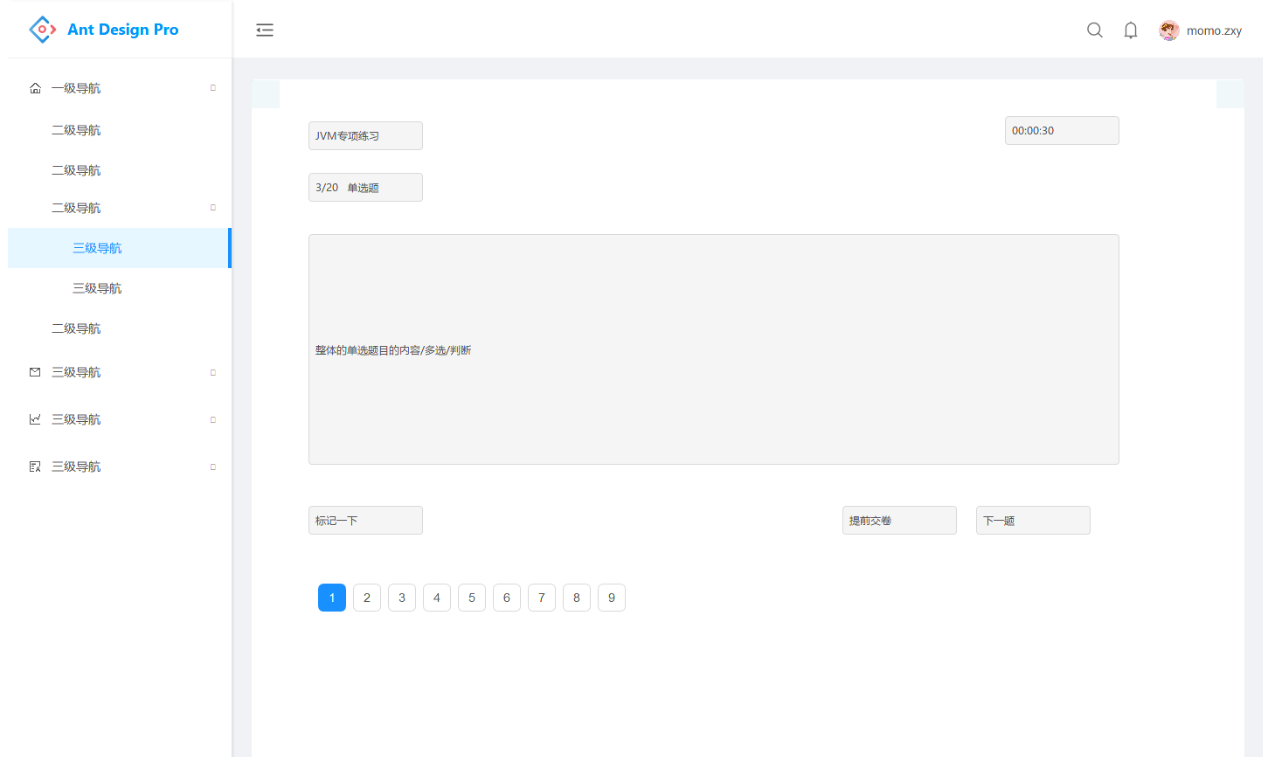 Ant Design Pro
momo.zxy
一级导航
二级导航
二级导航
二级导航
三级导航
三级导航
二级导航
三级导航
三级导航
三级导航
JVM专项练习
00:00:30
3/20 单选题
整体的单选题目的内容/多选/判断
标记一下
提前交卷
下一题
1 2 3 4 5 6 7 8 9